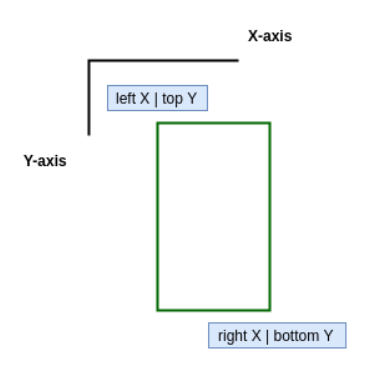 X-axis
left X | top Y
Y-axis
right X | bottom Y